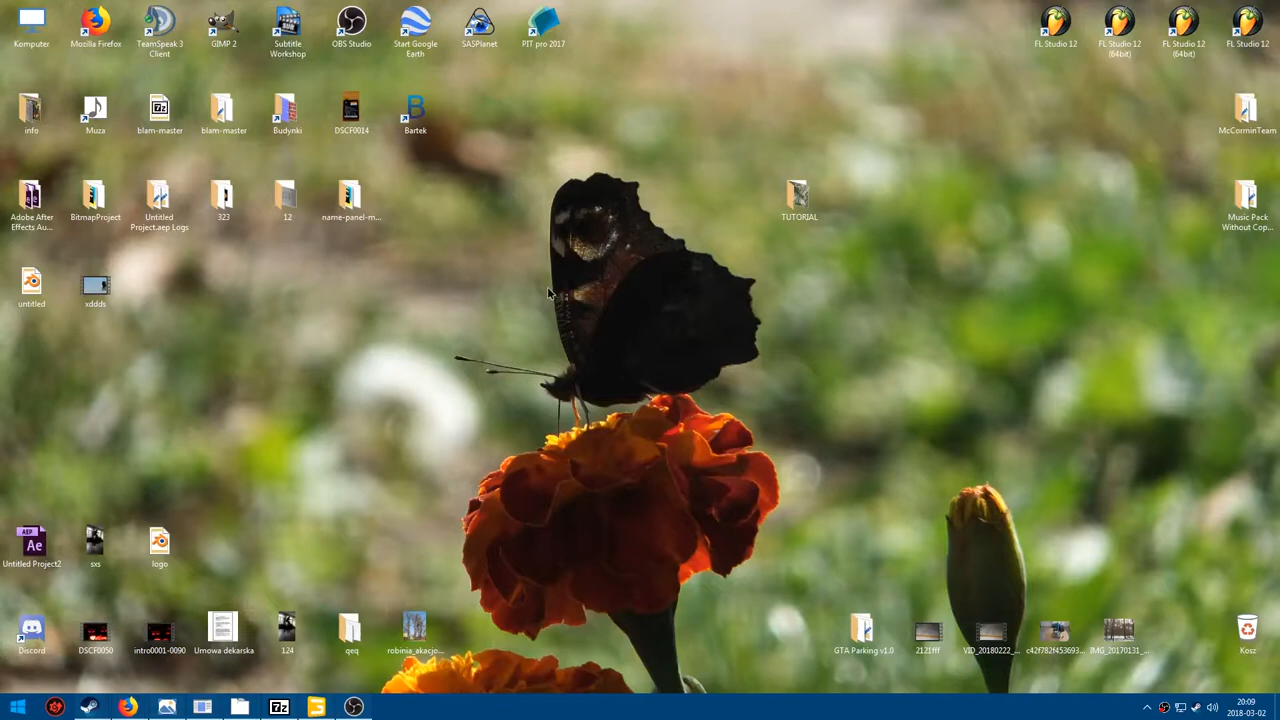 Komputer
Mozilla Firefox
TeamSpeak 3
Client
GIMP 2
Subtitle
Workshop
OBS Studio
Start Google
Earth
SASPlanet
PIT pro 2017
FL Studio 12
FL Studio 12
(64bit)
FL Studio 12
(64bit)
FL Studio 12
info
Muza
7z
blam-master
blam-master
Budynki
DSCF0014
B
Bartek
McCorminTeam
Adobe After
Effects Au...
BitmapProject
Untitled
Project.aep Logs
323
12
name-panel-m...
TUTORIAL
Music Pack
Without Cop...
untitled
xddds
AEP
Ae
Untitled Project2
sxs
logo
Discord
DSCF0050
intro0001-0090
Umowa dekarska
124
qeq
robinia_akacjo...
GTA Parking v1.0
2121fff
VID_20180222_...
c42f782f453693...
IMG_20170131_...
Kosz
7z
20:09
2018-03-02